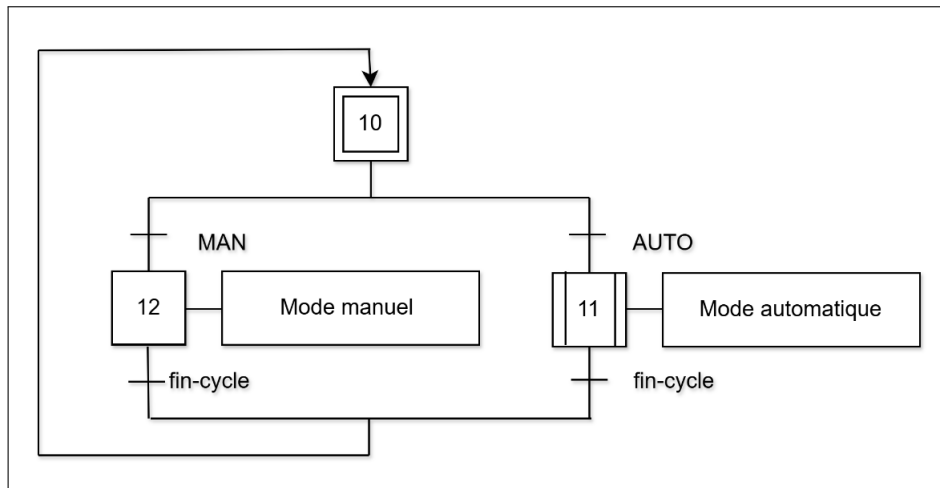 10
MAN
AUTO
12
Mode manuel
11
Mode automatique
fin-cycle
fin-cycle